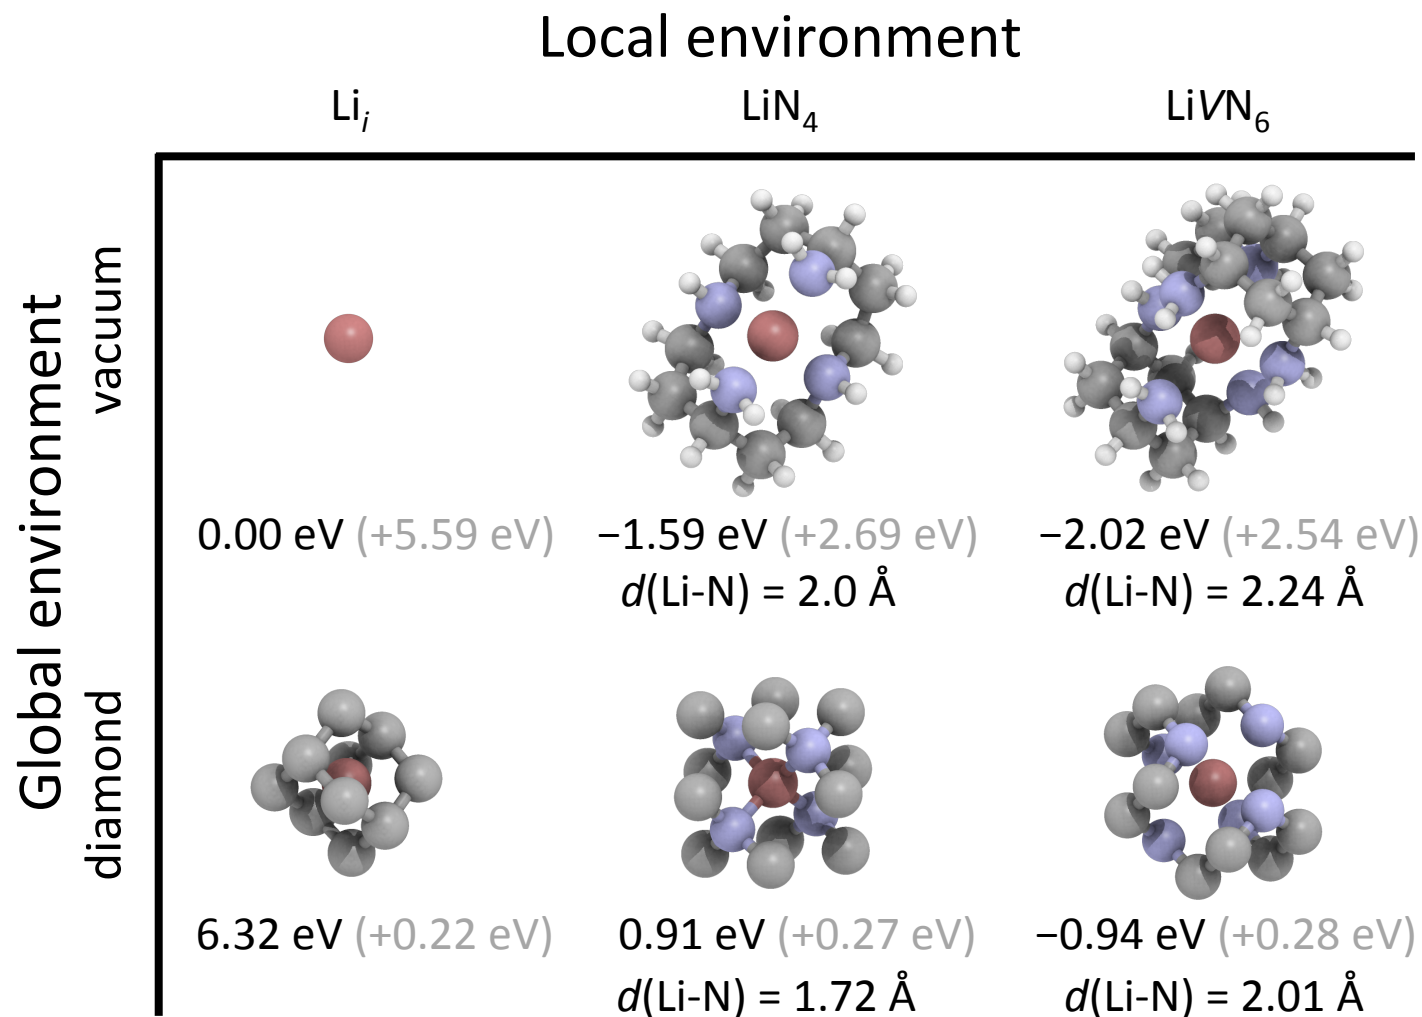 Local environment
Li𝑖 LiN₄ Li𝑉N₆
Global environment
vacuum
0.00 eV (+5.59 eV) −1.59 eV (+2.69 eV) −2.02 eV (+2.54 eV)
d(Li-N) = 2.0 Å d(Li-N) = 2.24 Å
diamond
6.32 eV (+0.22 eV) 0.91 eV (+0.27 eV) −0.94 eV (+0.28 eV)
d(Li-N) = 1.72 Å d(Li-N) = 2.01 Å